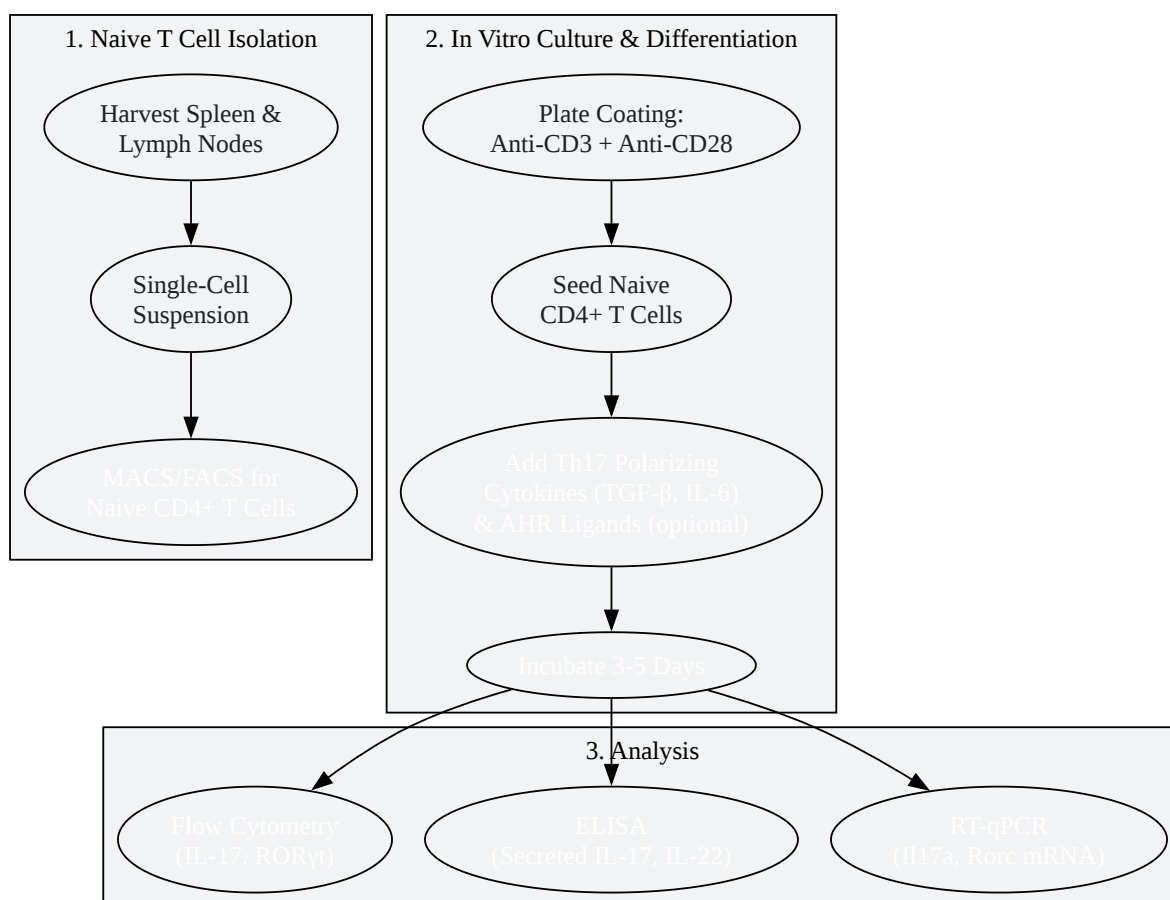 1. Naive T Cell Isolation
Harvest Spleen &
Lymph Nodes
Single-Cell
Suspension
MACS/FACS for
Naive CD4+ T Cells
2. In Vitro Culture & Differentiation
Plate Coating:
Anti-CD3 + Anti-CD28
Seed Naive
CD4+ T Cells
Add Th17 Polarizing
Cytokines (TGF-β, IL-6)
& AHR Ligands (optional)
Incubate 3-5 Days
3. Analysis
Flow Cytometry
(IL-17, RORγt)
ELISA
(Secreted IL-17, IL-22)
RT-qPCR
(Il17a, Rorc mRNA)